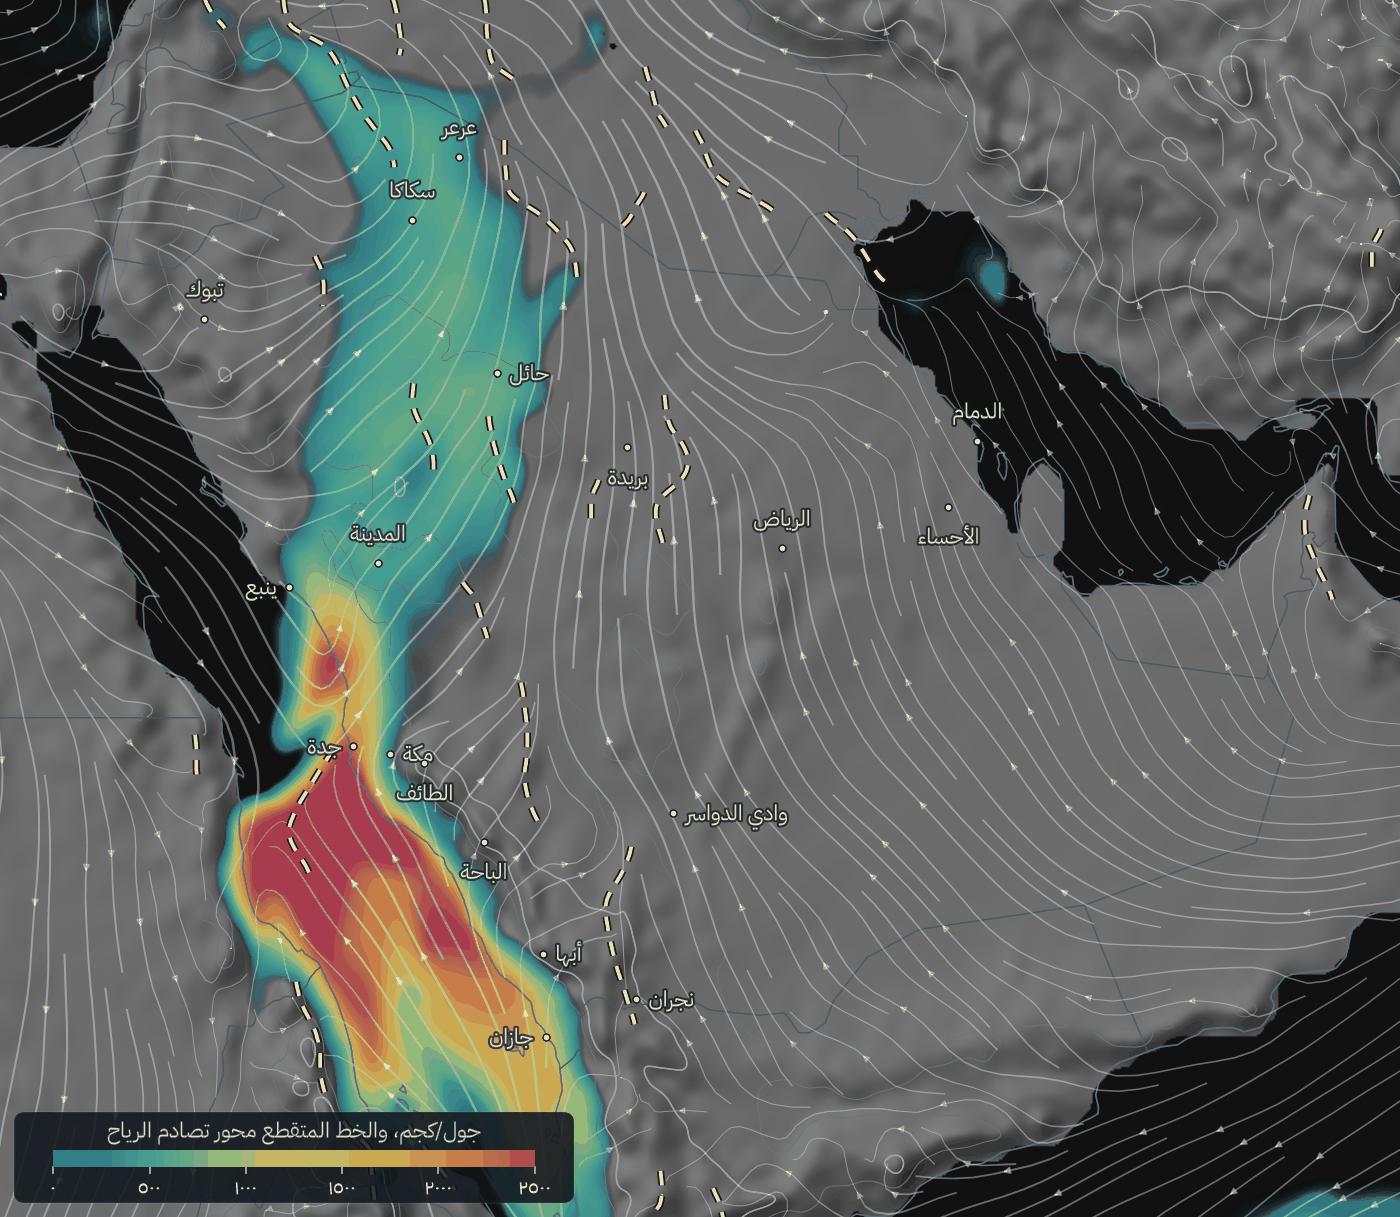 عرعر
سكاكا
تبوك
حائل
الدمام
بريدة
الرياض
الأحساء
المدينة
ينبع
جدة
مكة
الطائف
وادي الدواسر
الباحة
أبها
نجران
جازان
جول/كجم، والخط المتقطع محور تصادم الرياح
٠ ٥٠٠ ١٠٠٠ ١٥٠٠ ٢٠٠٠ ٢٥٠٠